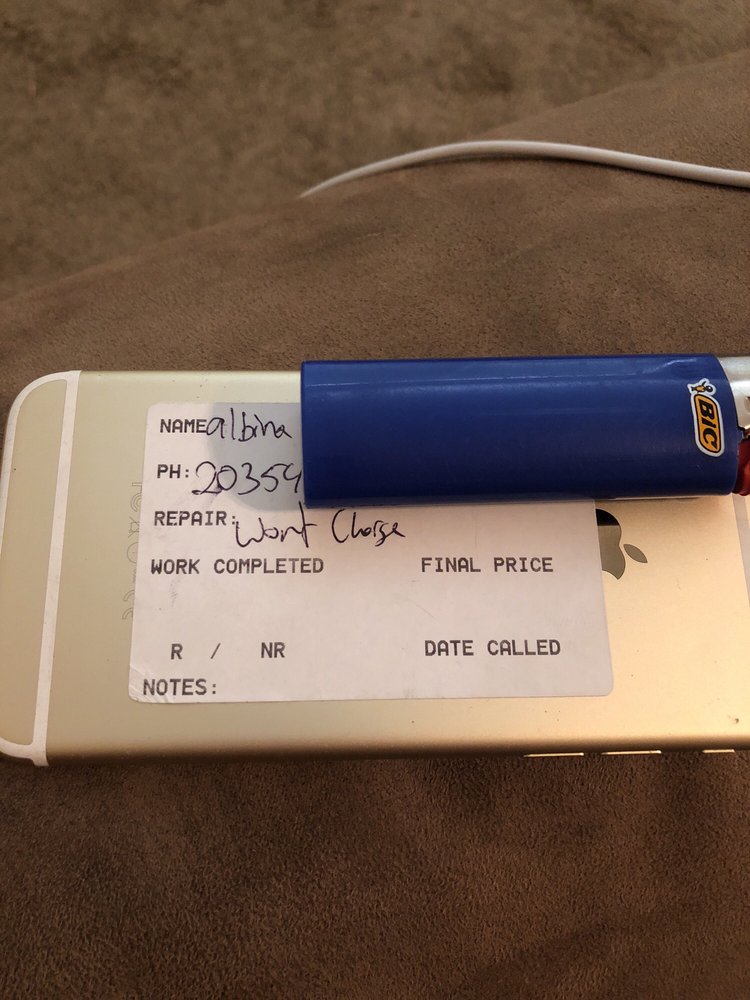 NAME albina
PH: 20354
REPAIR: Wont Charge
WORK COMPLETED FINAL PRICE
R / NR DATE CALLED
NOTES:
BIC